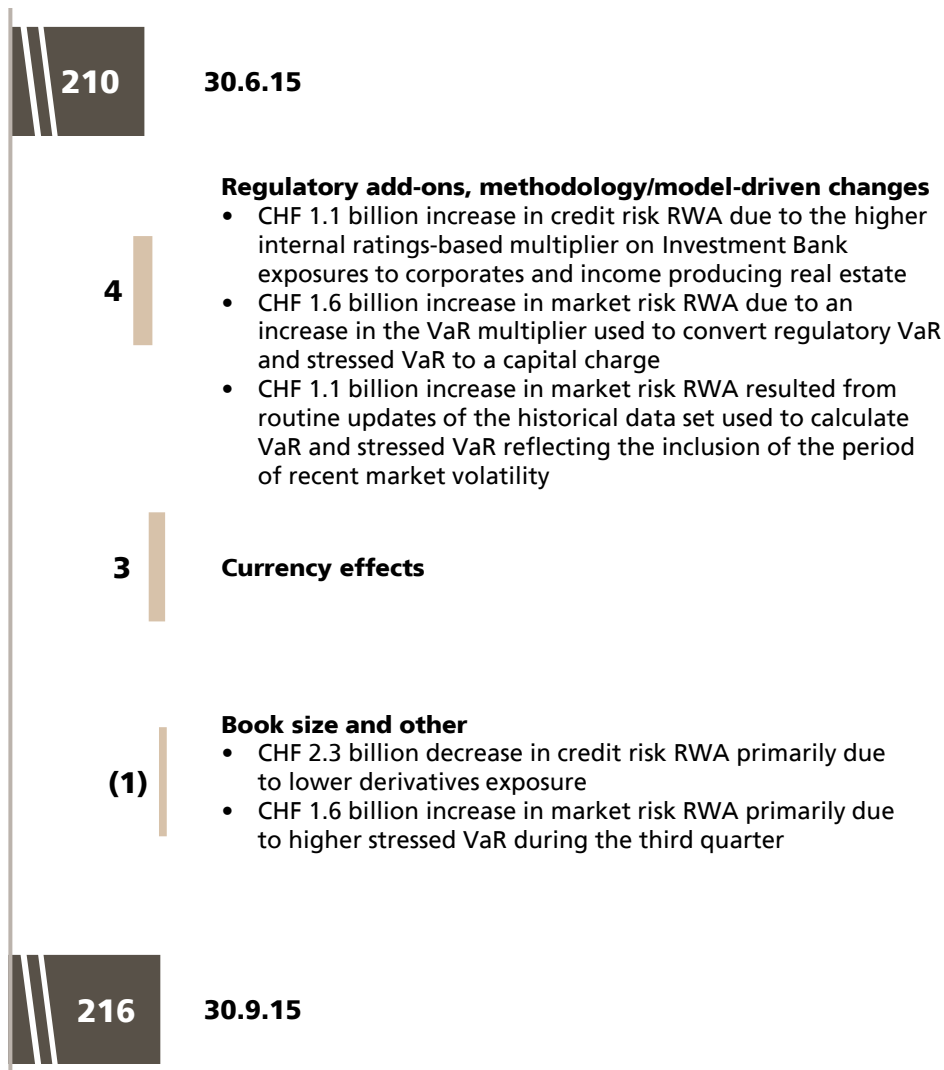 210 30.6.15
Regulatory add-ons, methodology/model-driven changes
• CHF 1.1 billion increase in credit risk RWA due to the higher
internal ratings-based multiplier on Investment Bank
exposures to corporates and income producing real estate
4
• CHF 1.6 billion increase in market risk RWA due to an
increase in the VaR multiplier used to convert regulatory VaR
and stressed VaR to a capital charge
• CHF 1.1 billion increase in market risk RWA resulted from
routine updates of the historical data set used to calculate
VaR and stressed VaR reflecting the inclusion of the period
of recent market volatility
3 Currency effects
Book size and other
• CHF 2.3 billion decrease in credit risk RWA primarily due
to lower derivatives exposure
(1)
• CHF 1.6 billion increase in market risk RWA primarily due
to higher stressed VaR during the third quarter
216 30.9.15